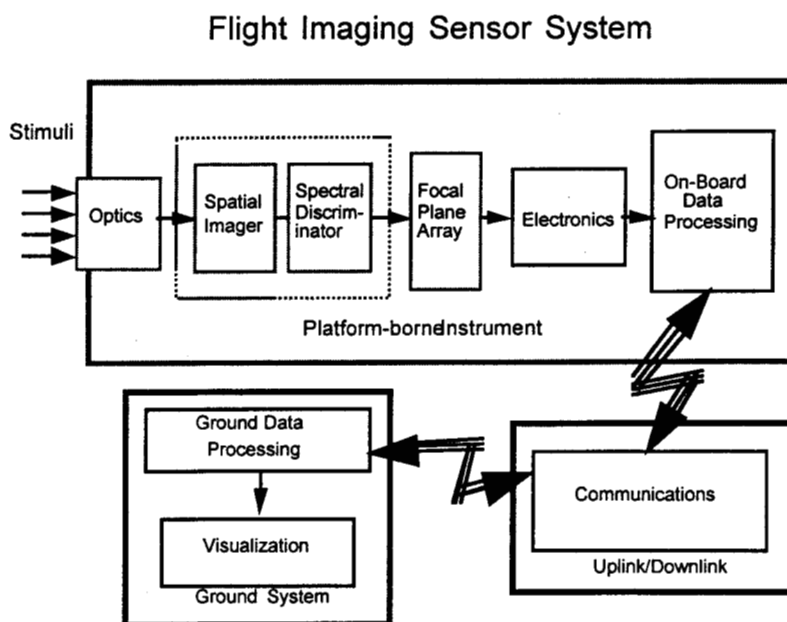 Flight Imaging Sensor System
Stimuli
Optics
Spatial
Imager
Spectral
Discrim-
inator
Focal
Plane
Array
Electronics
On-Board
Data
Processing
Platform-borneInstrument
Ground Data
Processing
Visualization
Ground System
Communications
Uplink/Downlink